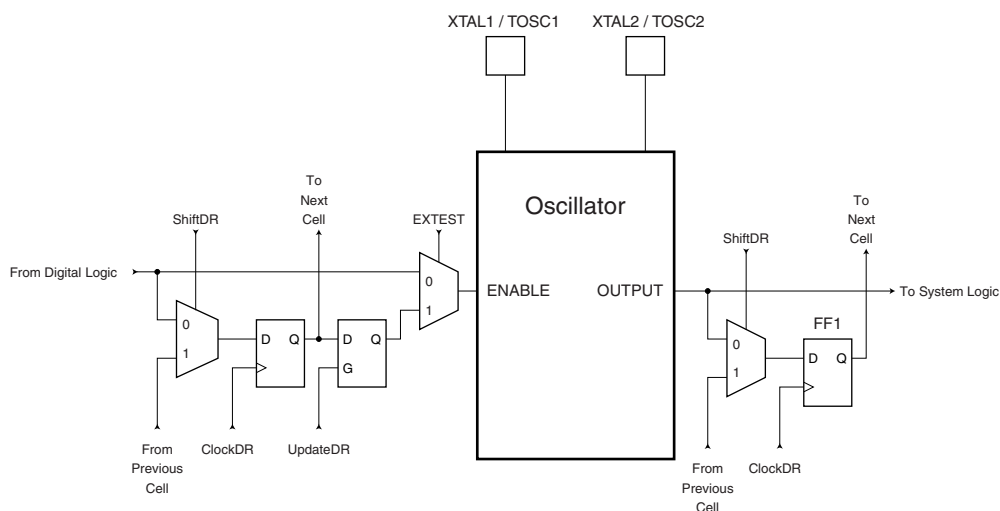 XTAL1 / TOSC1
XTAL2 / TOSC2
Oscillator
ENABLE
OUTPUT
To
Next
Cell
ShiftDR
EXTEST
From Digital Logic
0
1
D
Q
D
Q
G
0
1
From
Previous
Cell
ClockDR
UpdateDR
To
Next
Cell
ShiftDR
To System Logic
FF1
0
1
D
Q
From
Previous
Cell
ClockDR